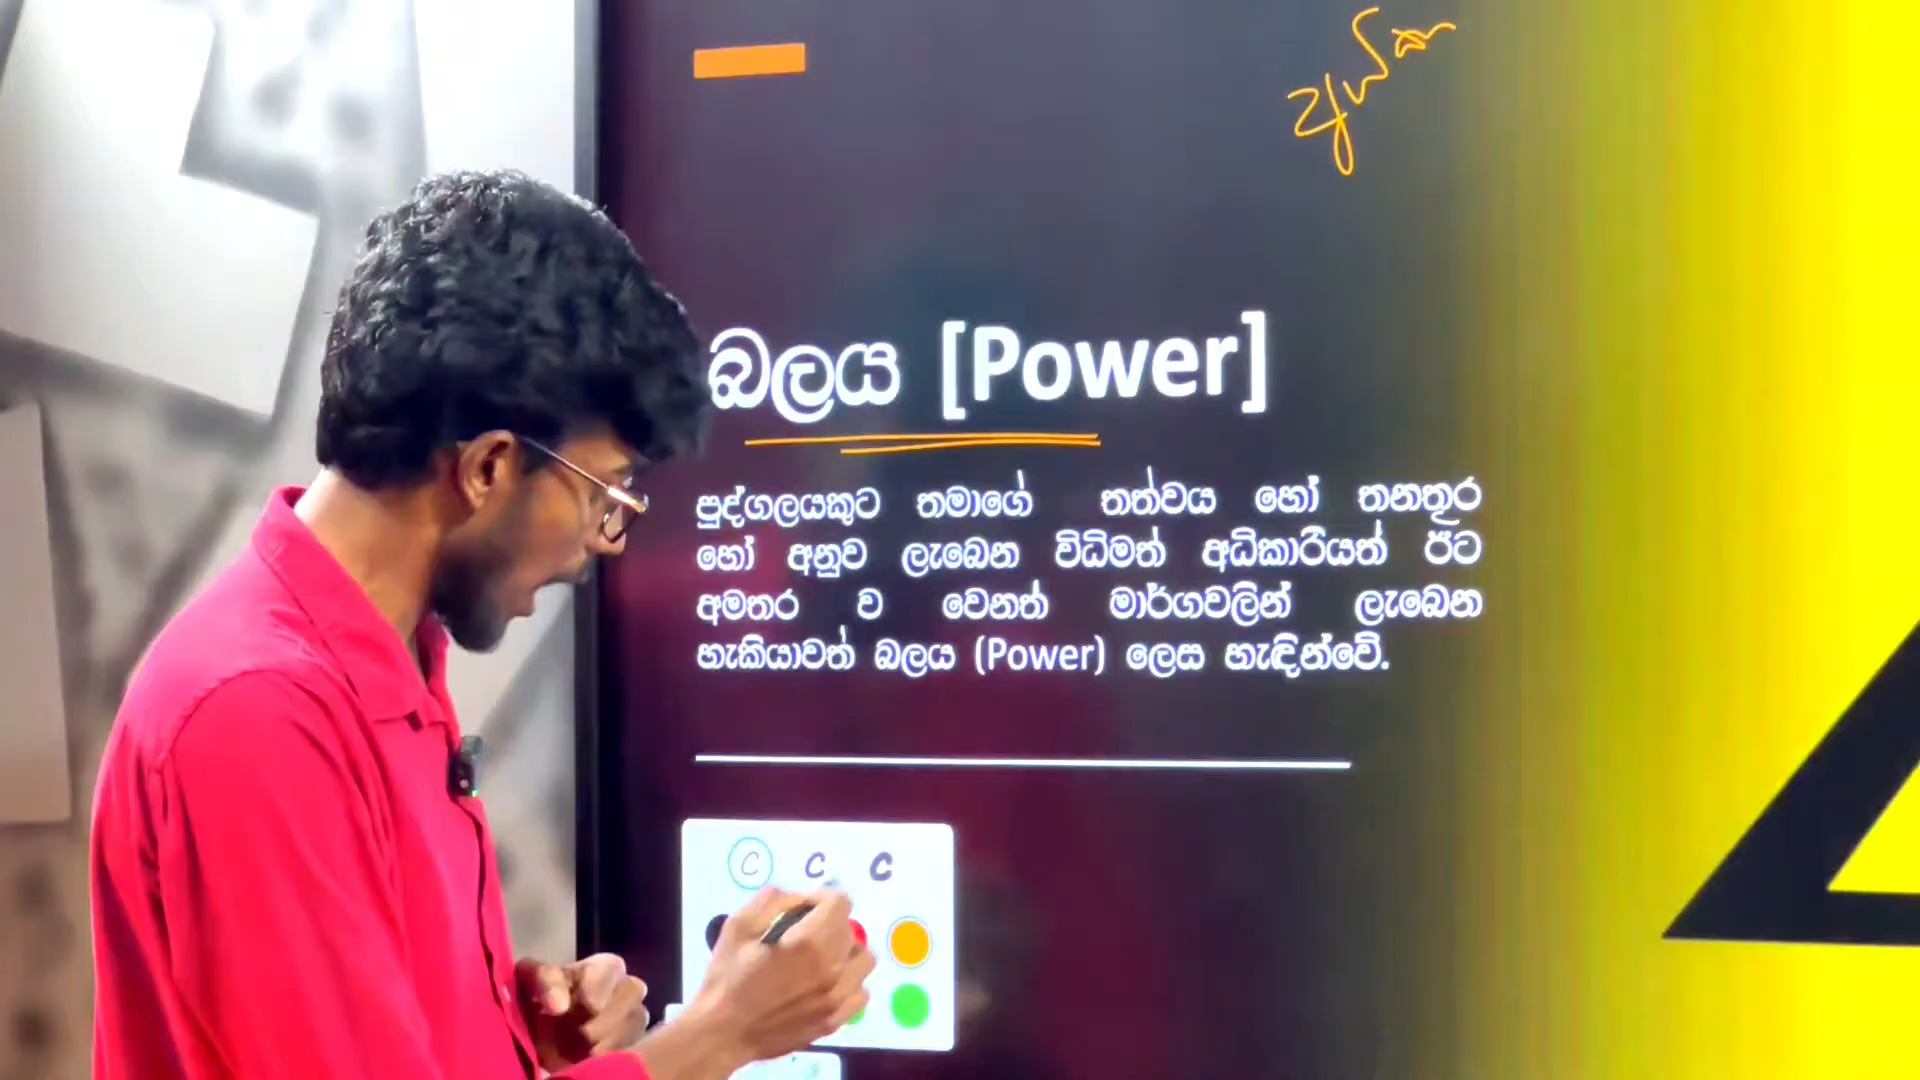 බලය [Power]
පුද්ගලයකුට තමාගේ තත්වය හෝ තනතුර
හෝ අනුව ලැබෙන විධිමත් අධිකාරියත් ඊට
අමතර ව වෙනත් මාර්ගවලින් ලැබෙන
හැකියාවත් බලය (Power) ලෙස හැඳින්වේ.
C C C